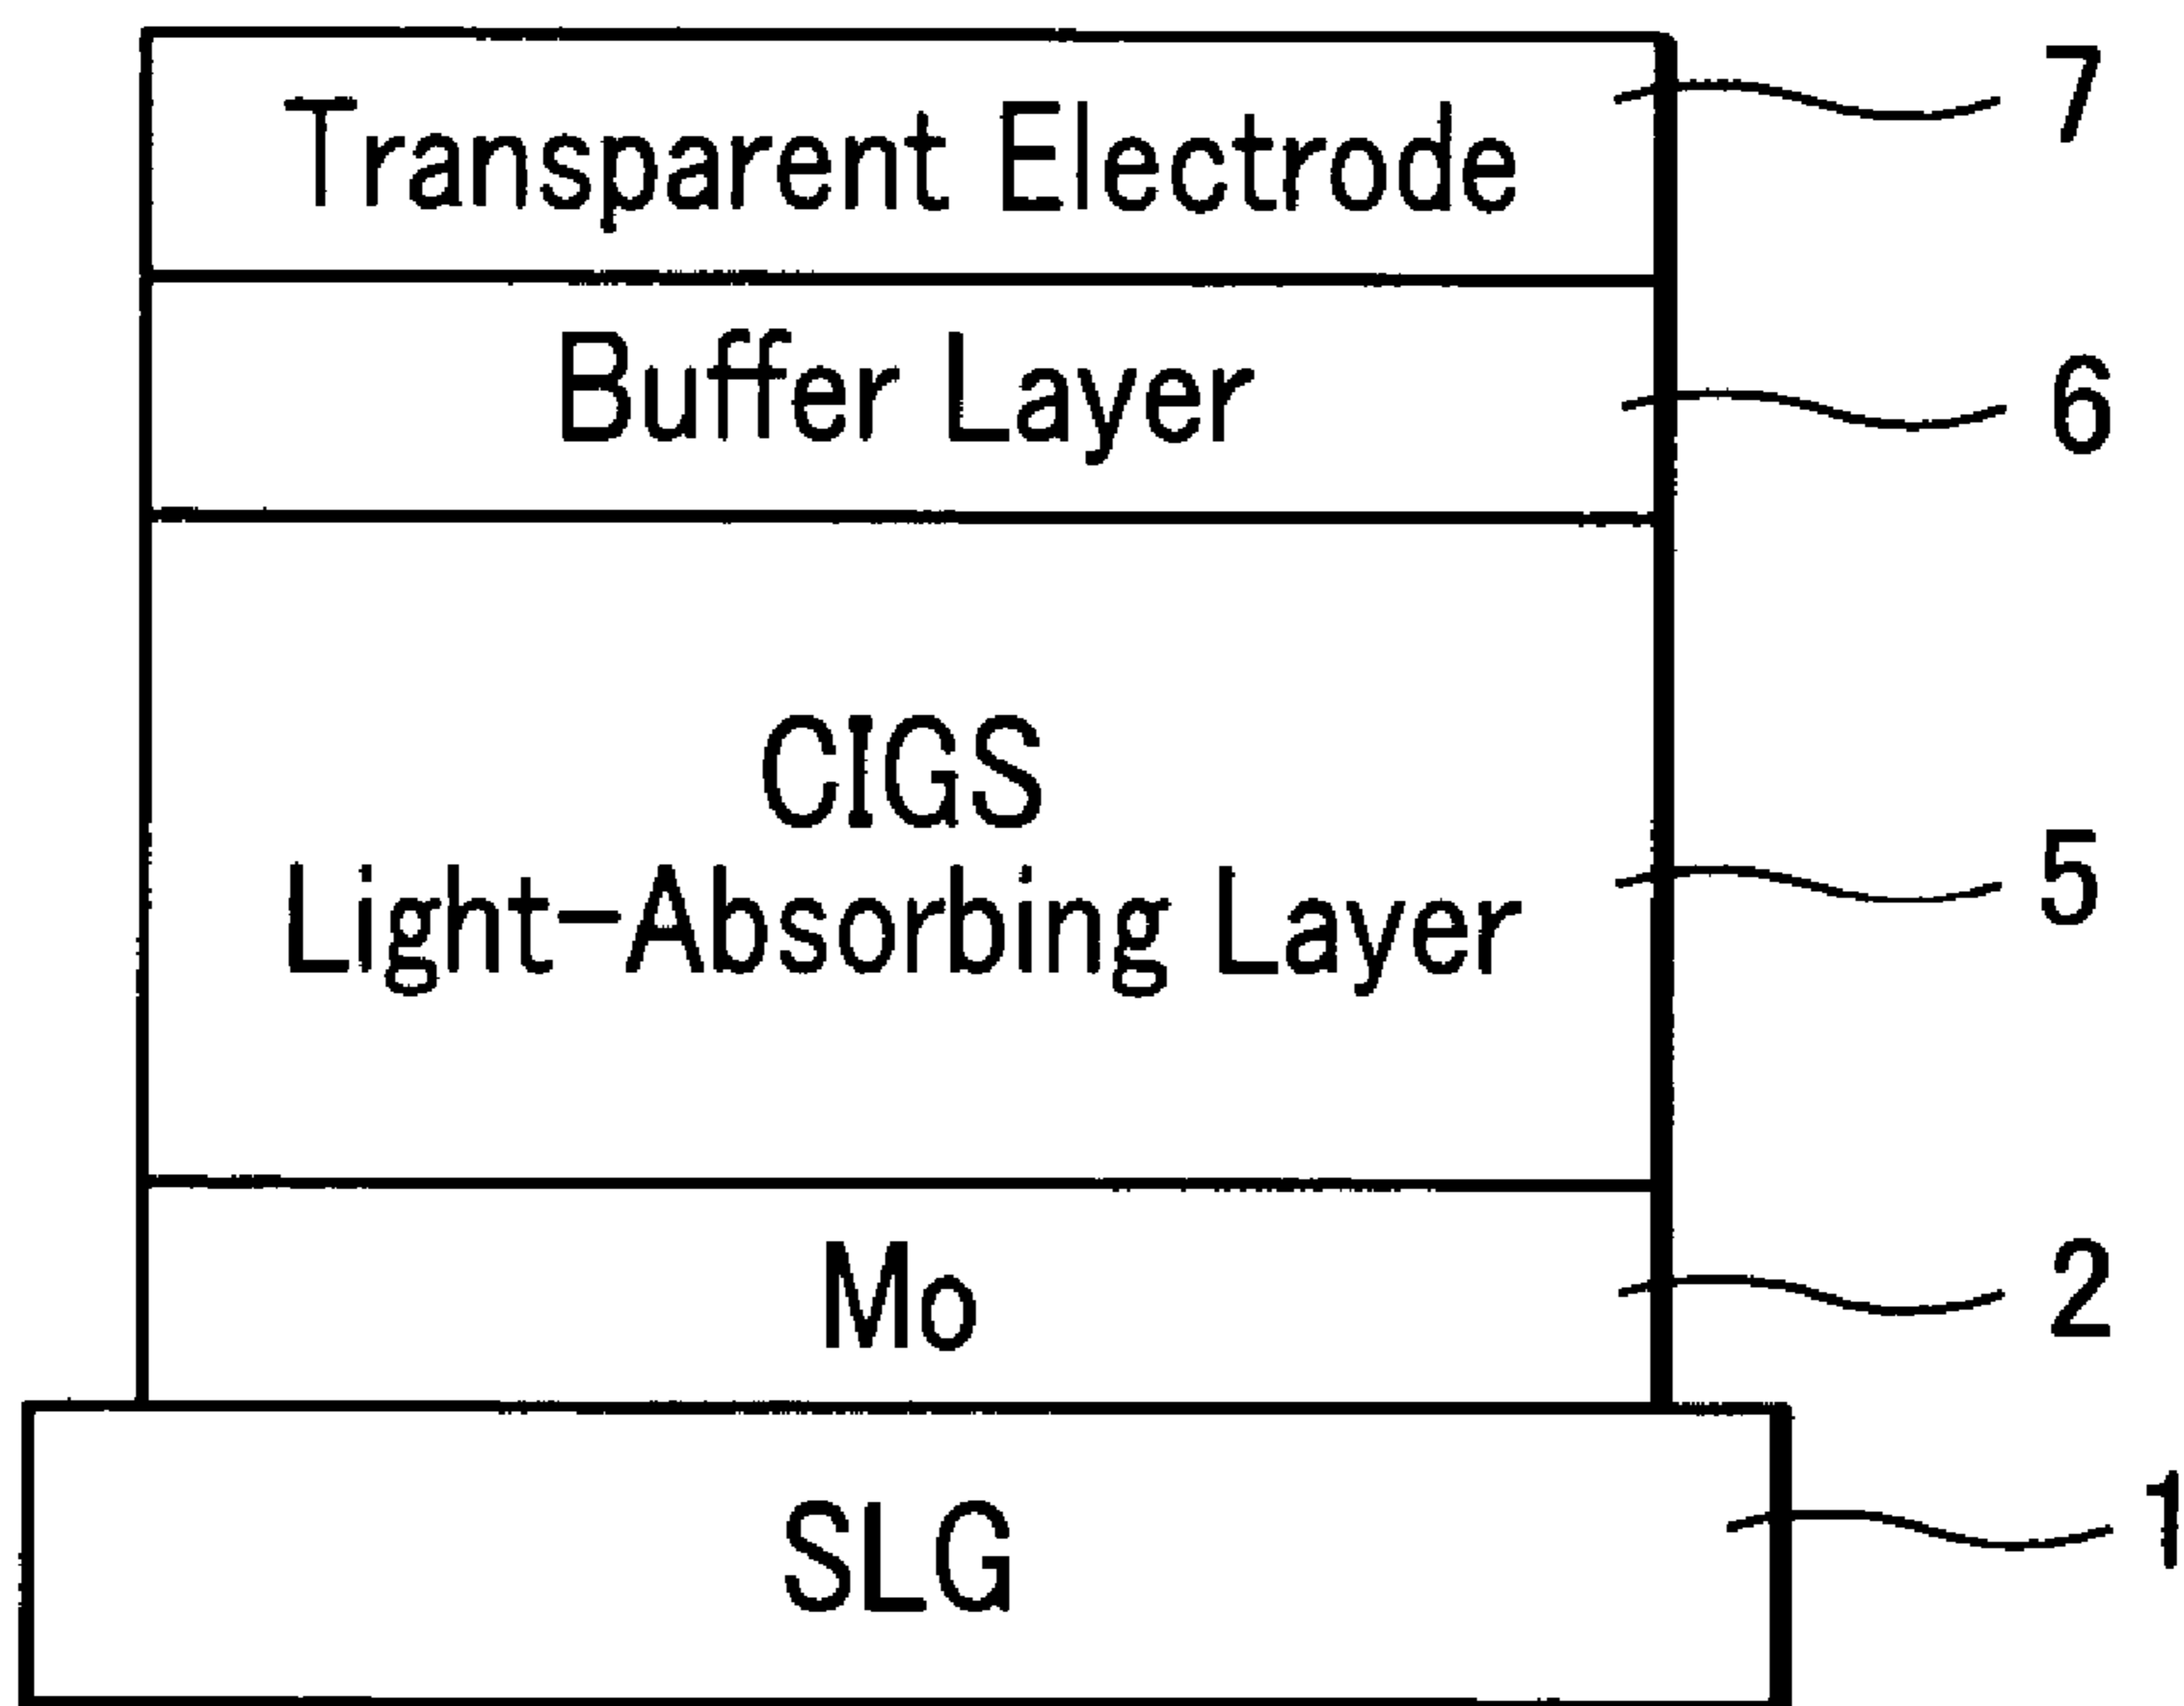 Transparent Electrode 7
Buffer Layer 6
CIGS
Light-Absorbing Layer 5
Mo 2
SLG 1